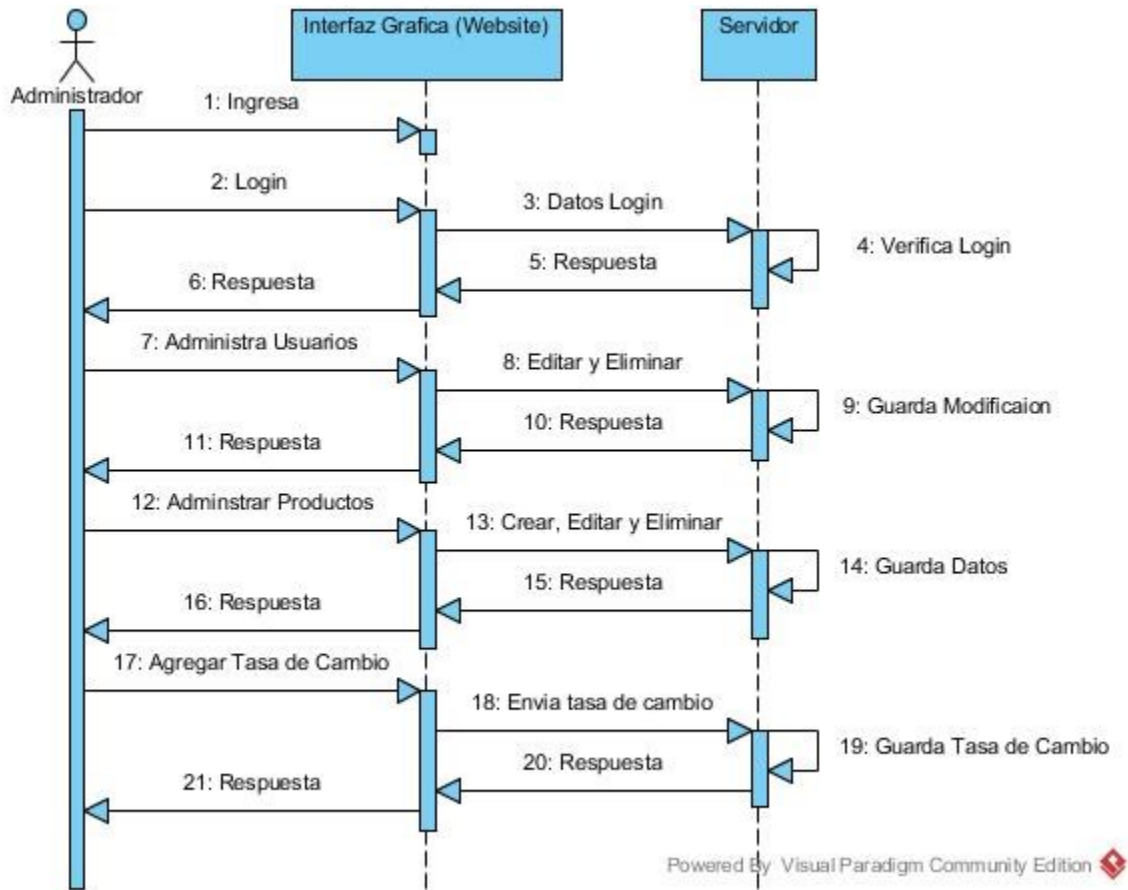 Interfaz Grafica (Website)
Servidor
Administrador
1: Ingresa
2: Login
3: Datos Login
4: Verifica Login
5: Respuesta
6: Respuesta
7: Administra Usuarios
8: Editar y Eliminar
9: Guarda Modificaion
10: Respuesta
11: Respuesta
12: Adminstrar Productos
13: Crear, Editar y Eliminar
14: Guarda Datos
15: Respuesta
16: Respuesta
17: Agregar Tasa de Cambio
18: Envia tasa de cambio
19: Guarda Tasa de Cambio
20: Respuesta
21: Respuesta
Powered By Visual Paradigm Community Edition